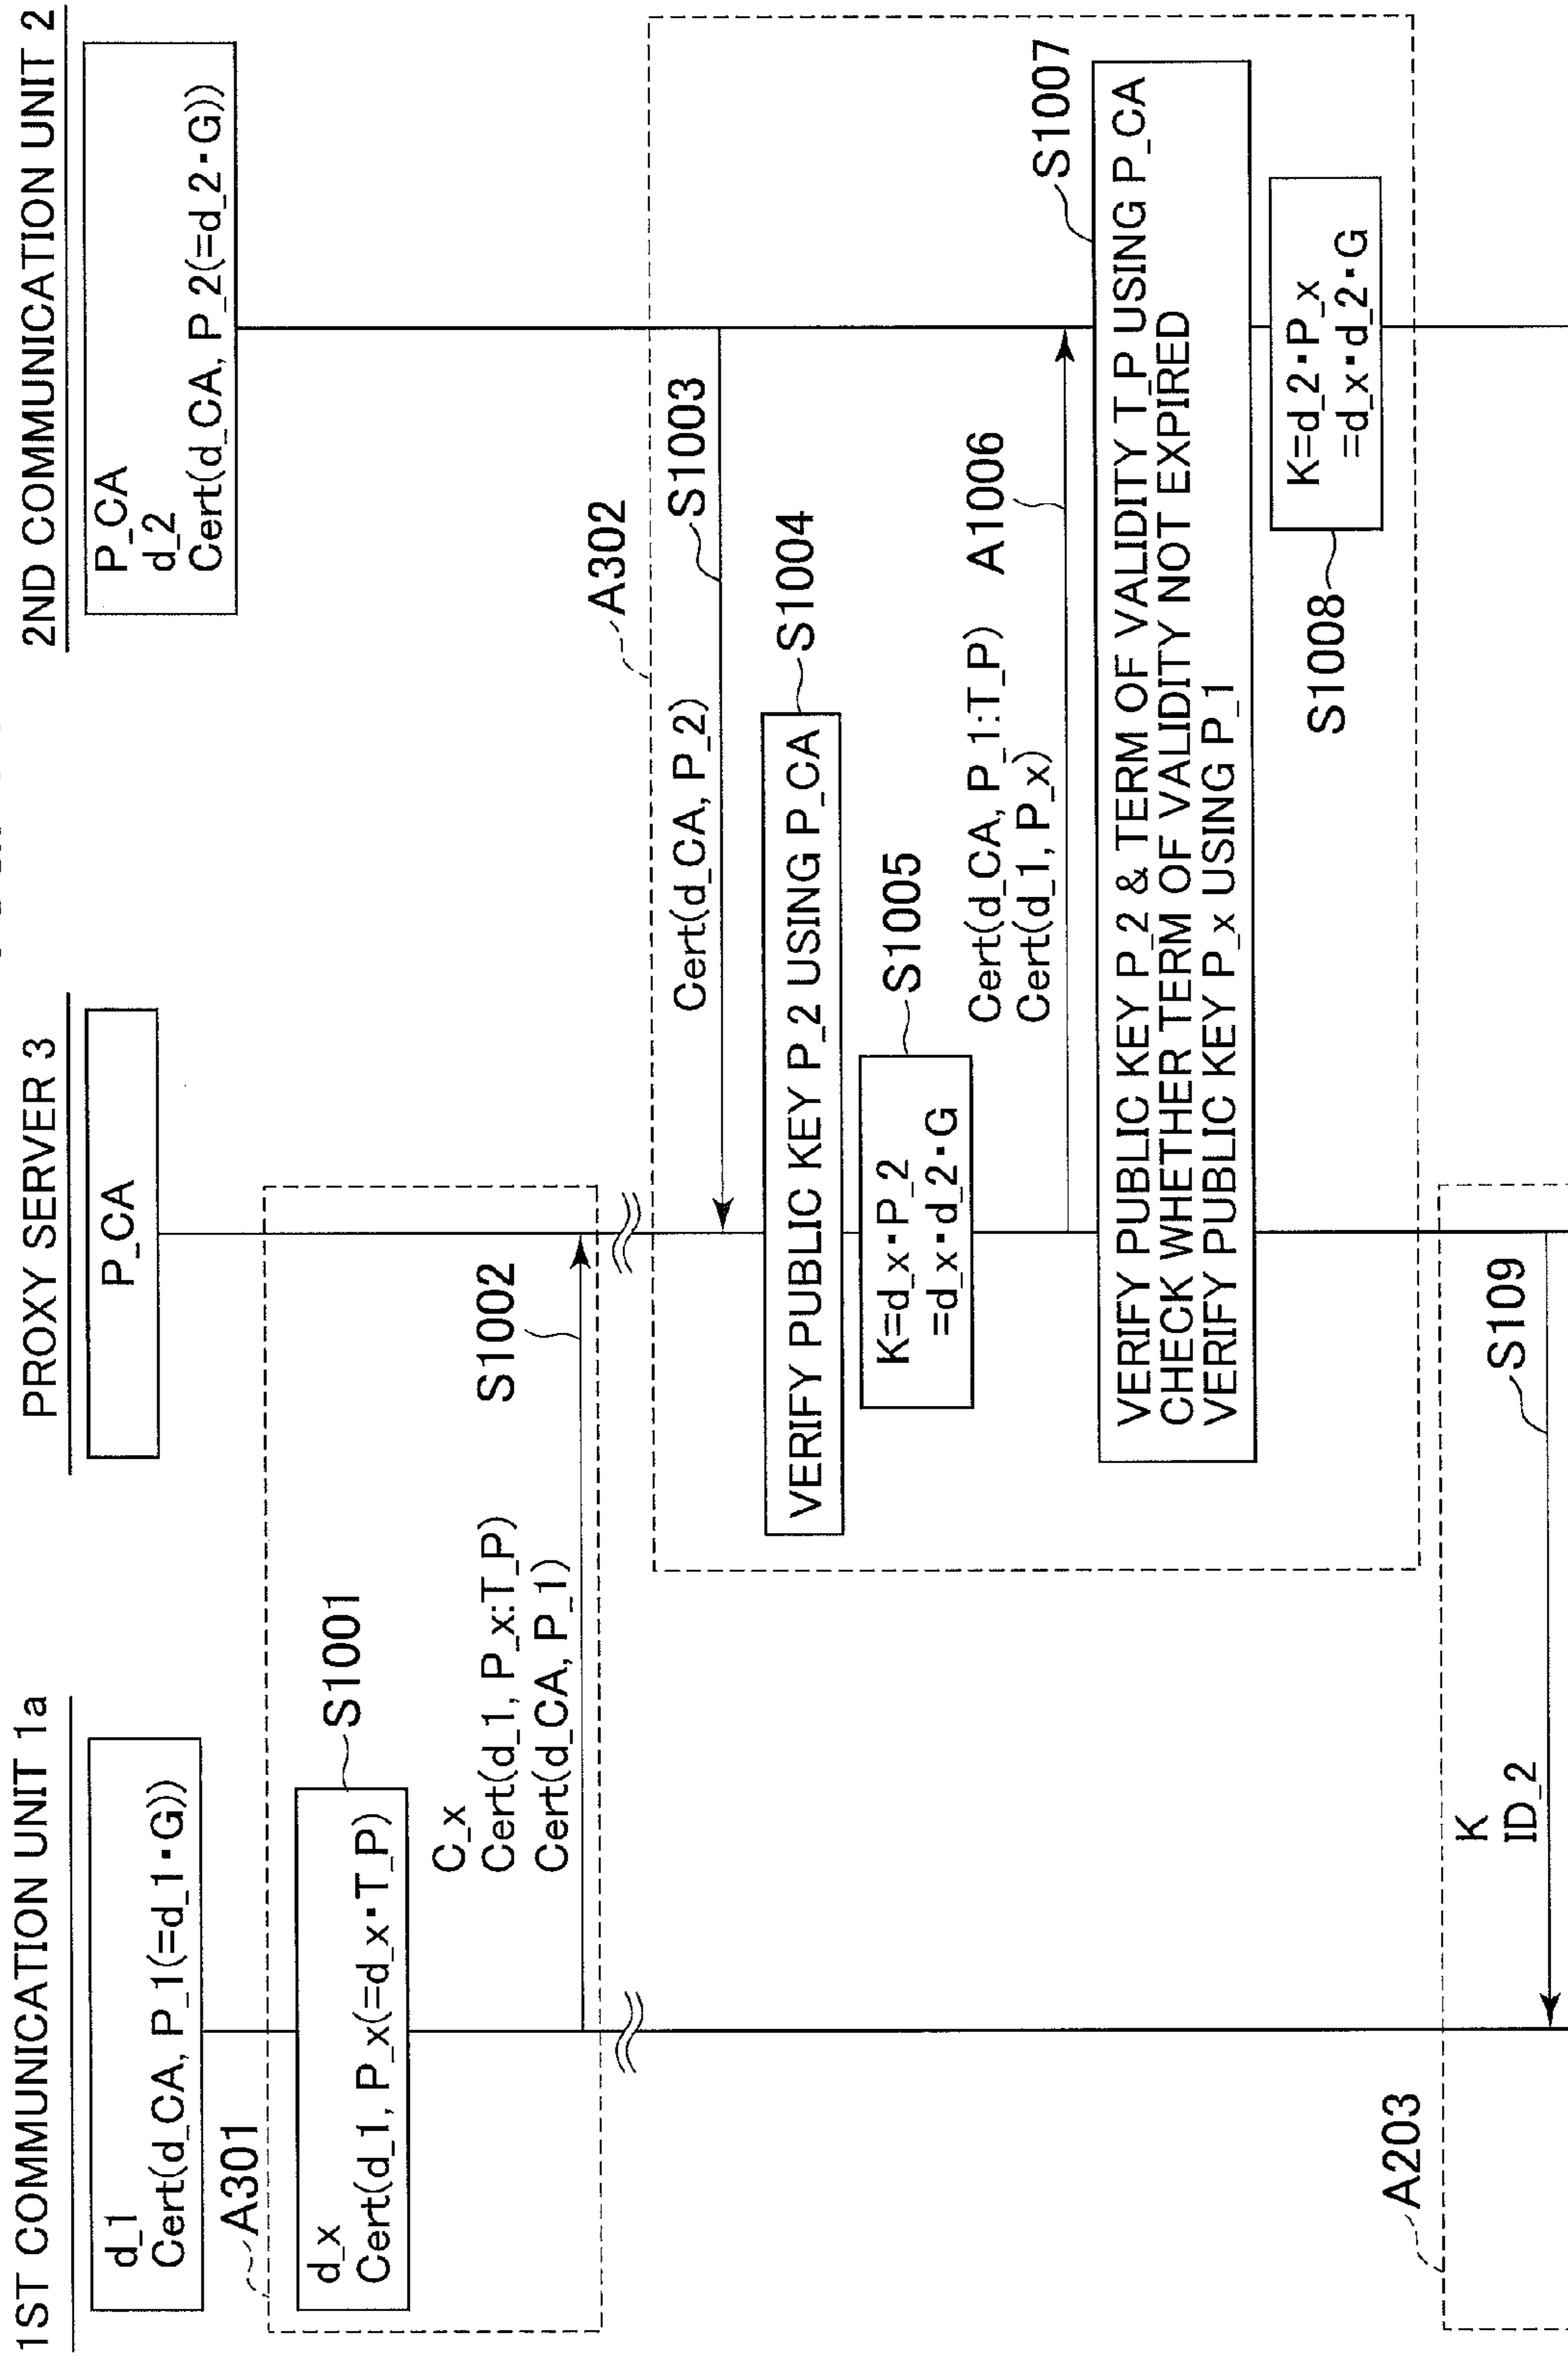 1ST COMMUNICATION UNIT 1a
PROXY SERVER 3
2ND COMMUNICATION UNIT 2
d_1
Cert(d_CA, P_1(=d_1·G))
P_CA
P_CA
d_2
Cert(d_CA, P_2(=d_2·G))
A301
d_x
Cert(d_1, P_x(=d_x·T_P)
S1001
C_x
Cert(d_1, P_x:T_P)
Cert(d_CA, P_1)
S1002
A302
Cert(d_CA, P_2)
S1003
VERIFY PUBLIC KEY P_2 USING P_CA
S1004
K=d_x·P_2
=d_x·d_2·G
S1005
Cert(d_CA, P_1:T_P)
Cert(d_1, P_x)
A1006
VERIFY PUBLIC KEY P_2 & TERM OF VALIDITY T_P USING P_CA
CHECK WHETHER TERM OF VALIDITY NOT EXPIRED
VERIFY PUBLIC KEY P_x USING P_1
S1007
K=d_2·P_x
=d_x·d_2·G
S1008
A203
K
ID_2
S109